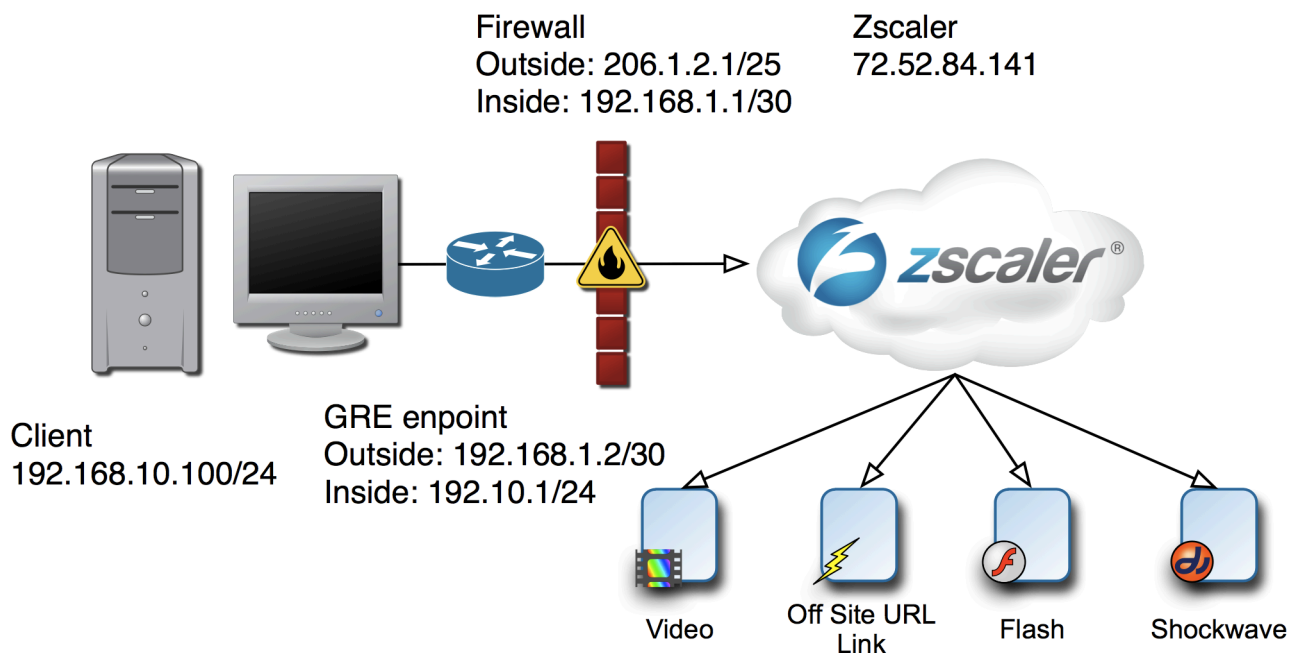 Firewall
Outside: 206.1.2.1/25
Inside: 192.168.1.1/30
Zscaler
72.52.84.141
zscaler®
Client
192.168.10.100/24
GRE enpoint
Outside: 192.168.1.2/30
Inside: 192.10.1/24
Video
Off Site URL
Link
Flash
Shockwave